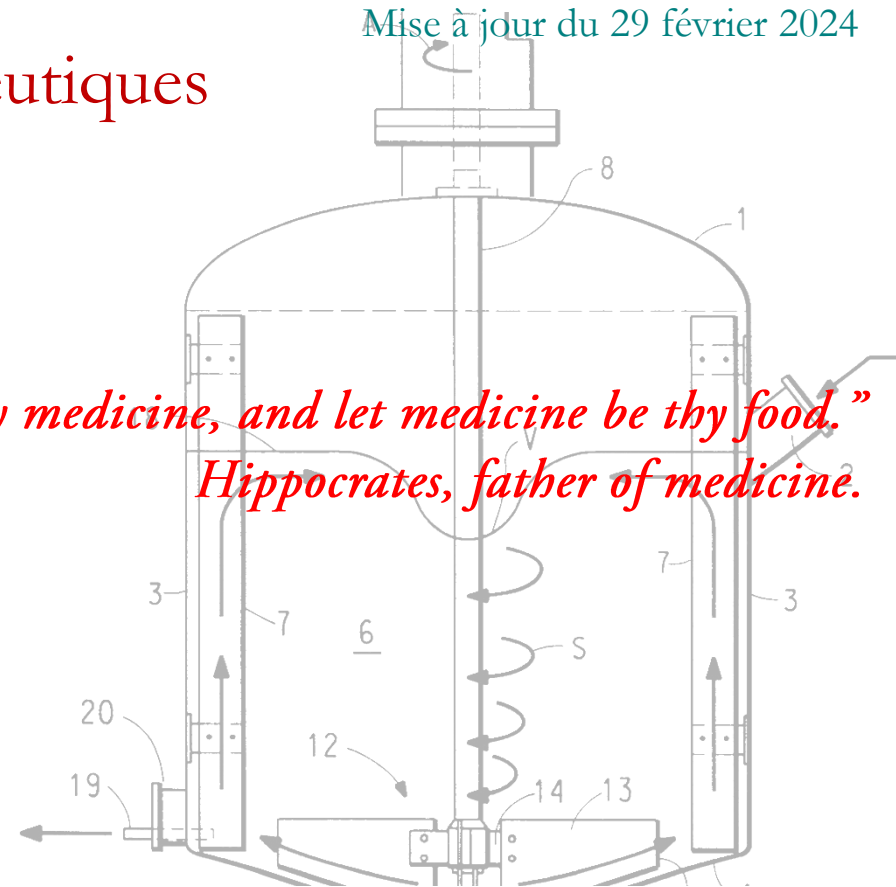 Mise à jour du 29 février 2024
eutiques
8
1
medicine, and let medicine be thy food.”
V
2
Hippocrates, father of medicine.
7
3
3
7
6
S
20
12
19
14
13